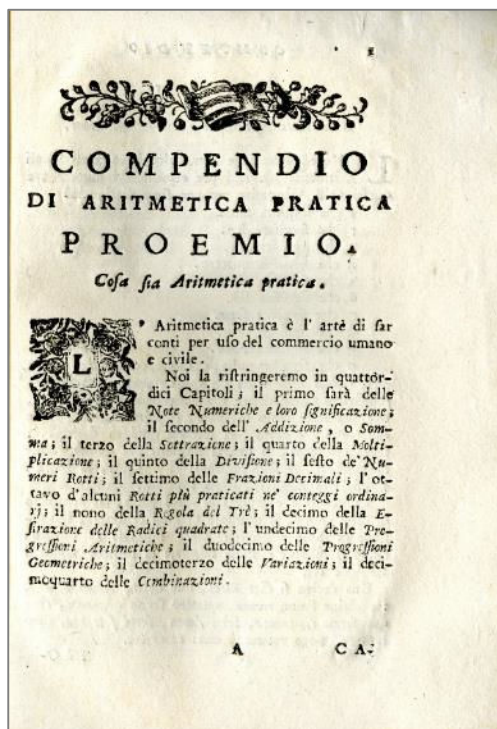 1
COMPENDIO
DI ARITMETICA PRATICA
PROEMIO.
Cosa sia Aritmetica pratica.
L' Aritmetica pratica è l' arte di far
conti per uso del commercio umano
e civile.
Noi la ristringeremo in quattor-
dici Capitoli; il primo sarà delle
Note Numeriche e loro significazione;
il secondo dell' Addizione, o Som-
ma; il terzo della Sottrazione; il quarto della Molti-
plicazione; il quinto della Divisione; il sesto de' Nu-
meri Rotti; il settimo delle Frazioni Decimali; l' ot-
tavo d'alcuni Rotti più praticati ne' conteggi ordina-
rj; il nono della Regola del Trè; il decimo della E-
strazione delle Radici quadrate; l' undecimo delle Pro-
gressioni Aritmetiche; il duodecimo delle Progressioni
Geometriche; il decimoterzo delle Variazioni; il deci-
moquarto delle Combinazioni.
A CA-